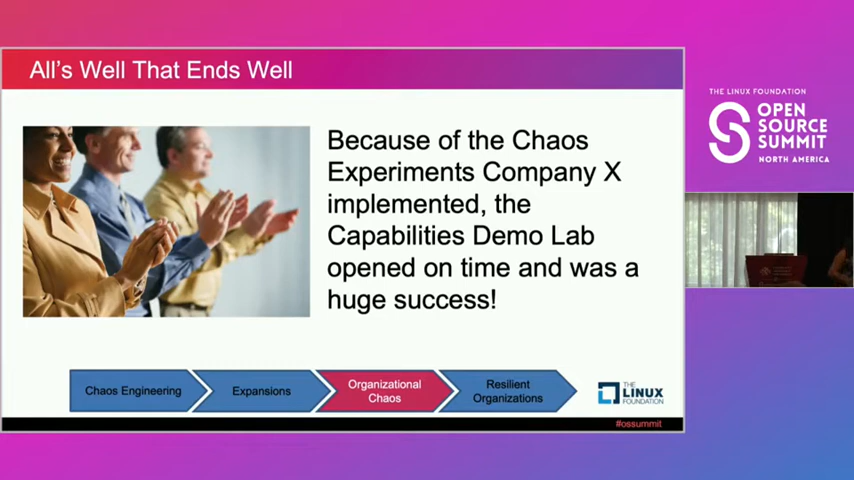 All's Well That Ends Well
Because of the Chaos
Experiments Company X
implemented, the
Capabilities Demo Lab
opened on time and was a
huge success!
Chaos Engineering
Expansions
Organizational
Chaos
Resilient
Organizations
THE
LINUX
FOUNDATION
#ossummit
THE LINUX FOUNDATION
OPEN
SOURCE
SUMMIT
NORTH AMERICA